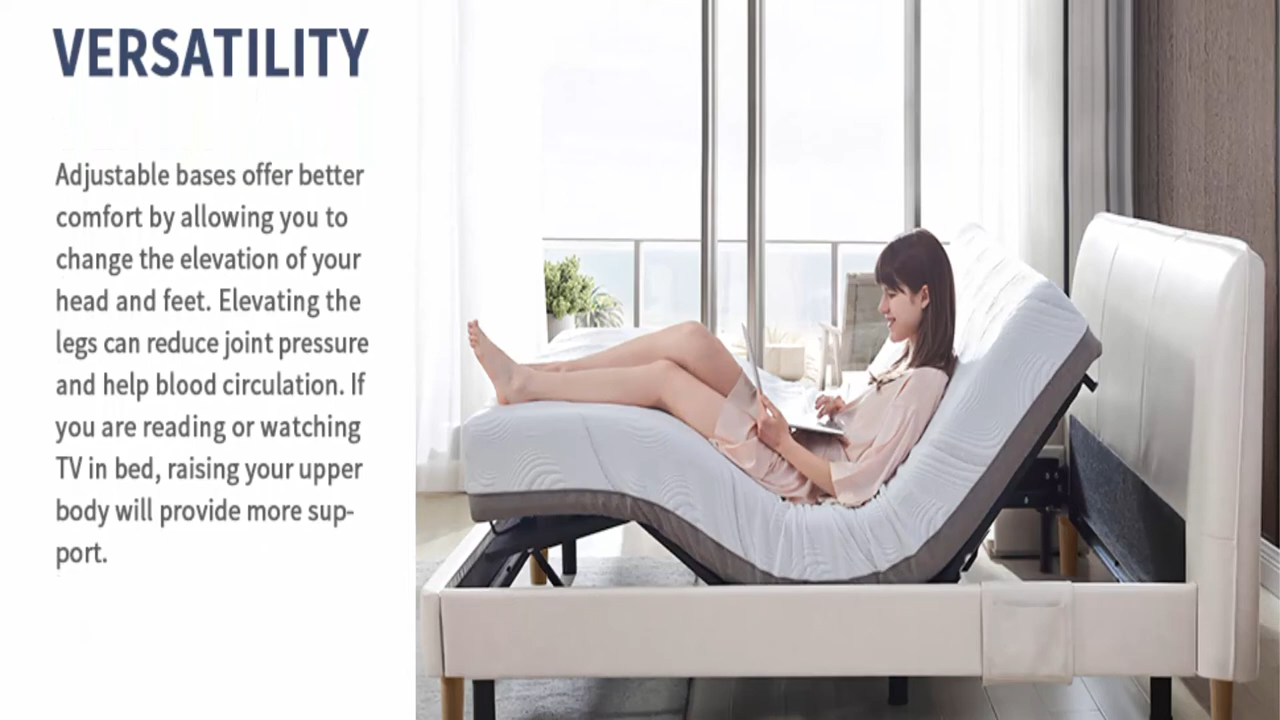 VERSATILITY
Adjustable bases offer better
comfort by allowing you to
change the elevation of your
head and feet. Elevating the
legs can reduce joint pressure
and help blood circulation. If
you are reading or watching
TV in bed, raising your upper
body will provide more sup-
port.